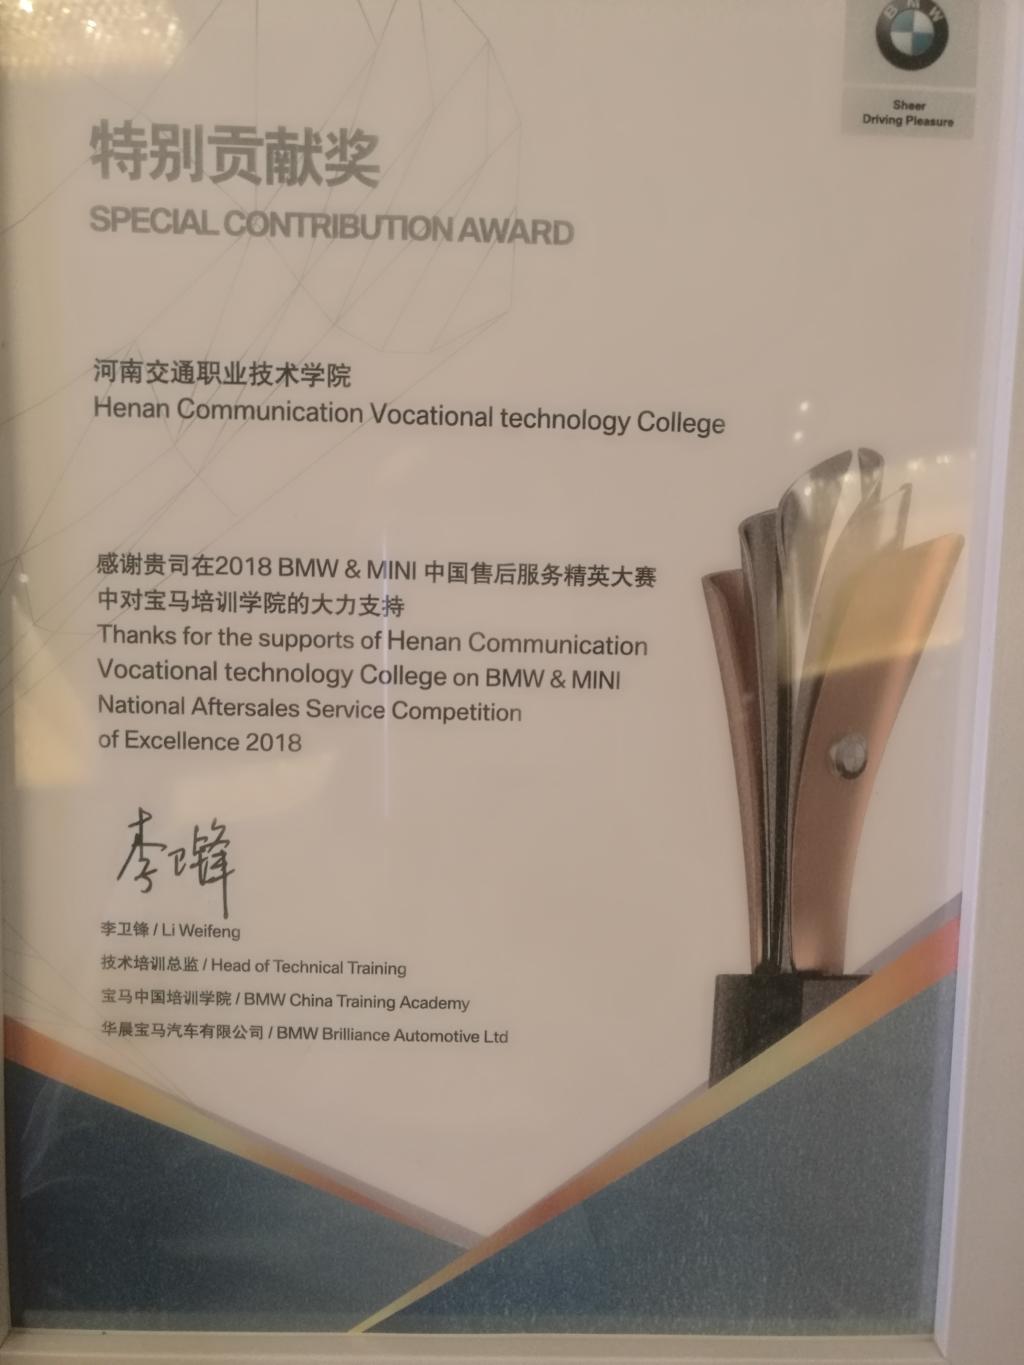 BMW
Sheer
Driving Pleasure
特别贡献奖
SPECIAL CONTRIBUTION AWARD
河南交通职业技术学院
Henan Communication Vocational technology College
感谢贵司在2018 BMW & MINI 中国售后服务精英大赛
中对宝马培训学院的大力支持
Thanks for the supports of Henan Communication
Vocational technology College on BMW & MINI
National Aftersales Service Competition
of Excellence 2018
李卫锋
李卫锋 / Li Weifeng
技术培训总监 / Head of Technical Training
宝马中国培训学院 / BMW China Training Academy
华晨宝马汽车有限公司 / BMW Brilliance Automotive Ltd